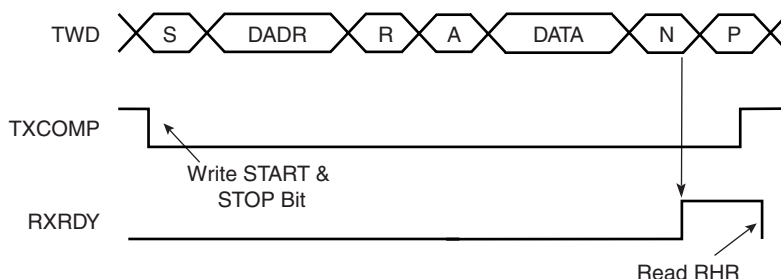 TWD S DADR R A DATA N P
TXCOMP
Write START &
STOP Bit
RXRDY
Read RHR